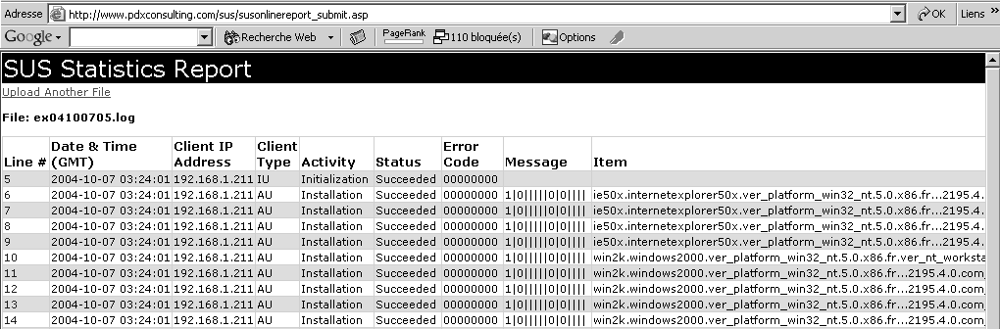 Adresse http://www.pdxconsulting.com/sus/susonlinereport_submit.asp OK Liens »
Google Recherche Web PageRank 110 bloquée(s) Options
SUS Statistics Report
Upload Another File
File: ex04100705.log
Line # Date & Time (GMT) Client IP Address Client Type Activity Status Error Code Message Item
5 2004-10-07 03:24:01 192.168.1.211 IU Initialization Succeeded 00000000
6 2004-10-07 03:24:01 192.168.1.211 AU Installation Succeeded 00000000 1|0|||||0|0|||| ie50x.internetexplorer50x.ver_platform_win32_nt.5.0.x86.fr...2195.4.
7 2004-10-07 03:24:01 192.168.1.211 AU Installation Succeeded 00000000 1|0|||||0|0|||| ie50x.internetexplorer50x.ver_platform_win32_nt.5.0.x86.fr...2195.4.
8 2004-10-07 03:24:01 192.168.1.211 AU Installation Succeeded 00000000 1|0|||||0|0|||| ie50x.internetexplorer50x.ver_platform_win32_nt.5.0.x86.fr...2195.4.
9 2004-10-07 03:24:01 192.168.1.211 AU Installation Succeeded 00000000 1|0|||||0|0|||| ie50x.internetexplorer50x.ver_platform_win32_nt.5.0.x86.fr...2195.4.
10 2004-10-07 03:24:01 192.168.1.211 AU Installation Succeeded 00000000 1|0|||||0|0|||| win2k.windows2000.ver_platform_win32_nt.5.0.x86.fr.ver_nt_worksta
11 2004-10-07 03:24:01 192.168.1.211 AU Installation Succeeded 00000000 1|0|||||0|0|||| win2k.windows2000.ver_platform_win32_nt.5.0.x86.fr...2195.4.0.com_
12 2004-10-07 03:24:01 192.168.1.211 AU Installation Succeeded 00000000 1|0|||||0|0|||| win2k.windows2000.ver_platform_win32_nt.5.0.x86.fr...2195.4.0.com_
13 2004-10-07 03:24:01 192.168.1.211 AU Installation Succeeded 00000000 1|0|||||0|0|||| win2k.windows2000.ver_platform_win32_nt.5.0.x86.fr...2195.4.0.com_
14 2004-10-07 03:24:01 192.168.1.211 AU Installation Succeeded 00000000 1|0|||||0|0|||| win2k.windows2000.ver_platform_win32_nt.5.0.x86.fr...2195.4.0.com_